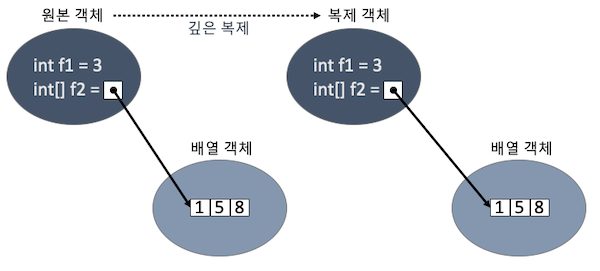 원본 객체
복제 객체
깊은 복제
int f1 = 3
int[] f2 =
int f1 = 3
int[] f2 =
배열 객체
배열 객체
1 5 8
1 5 8